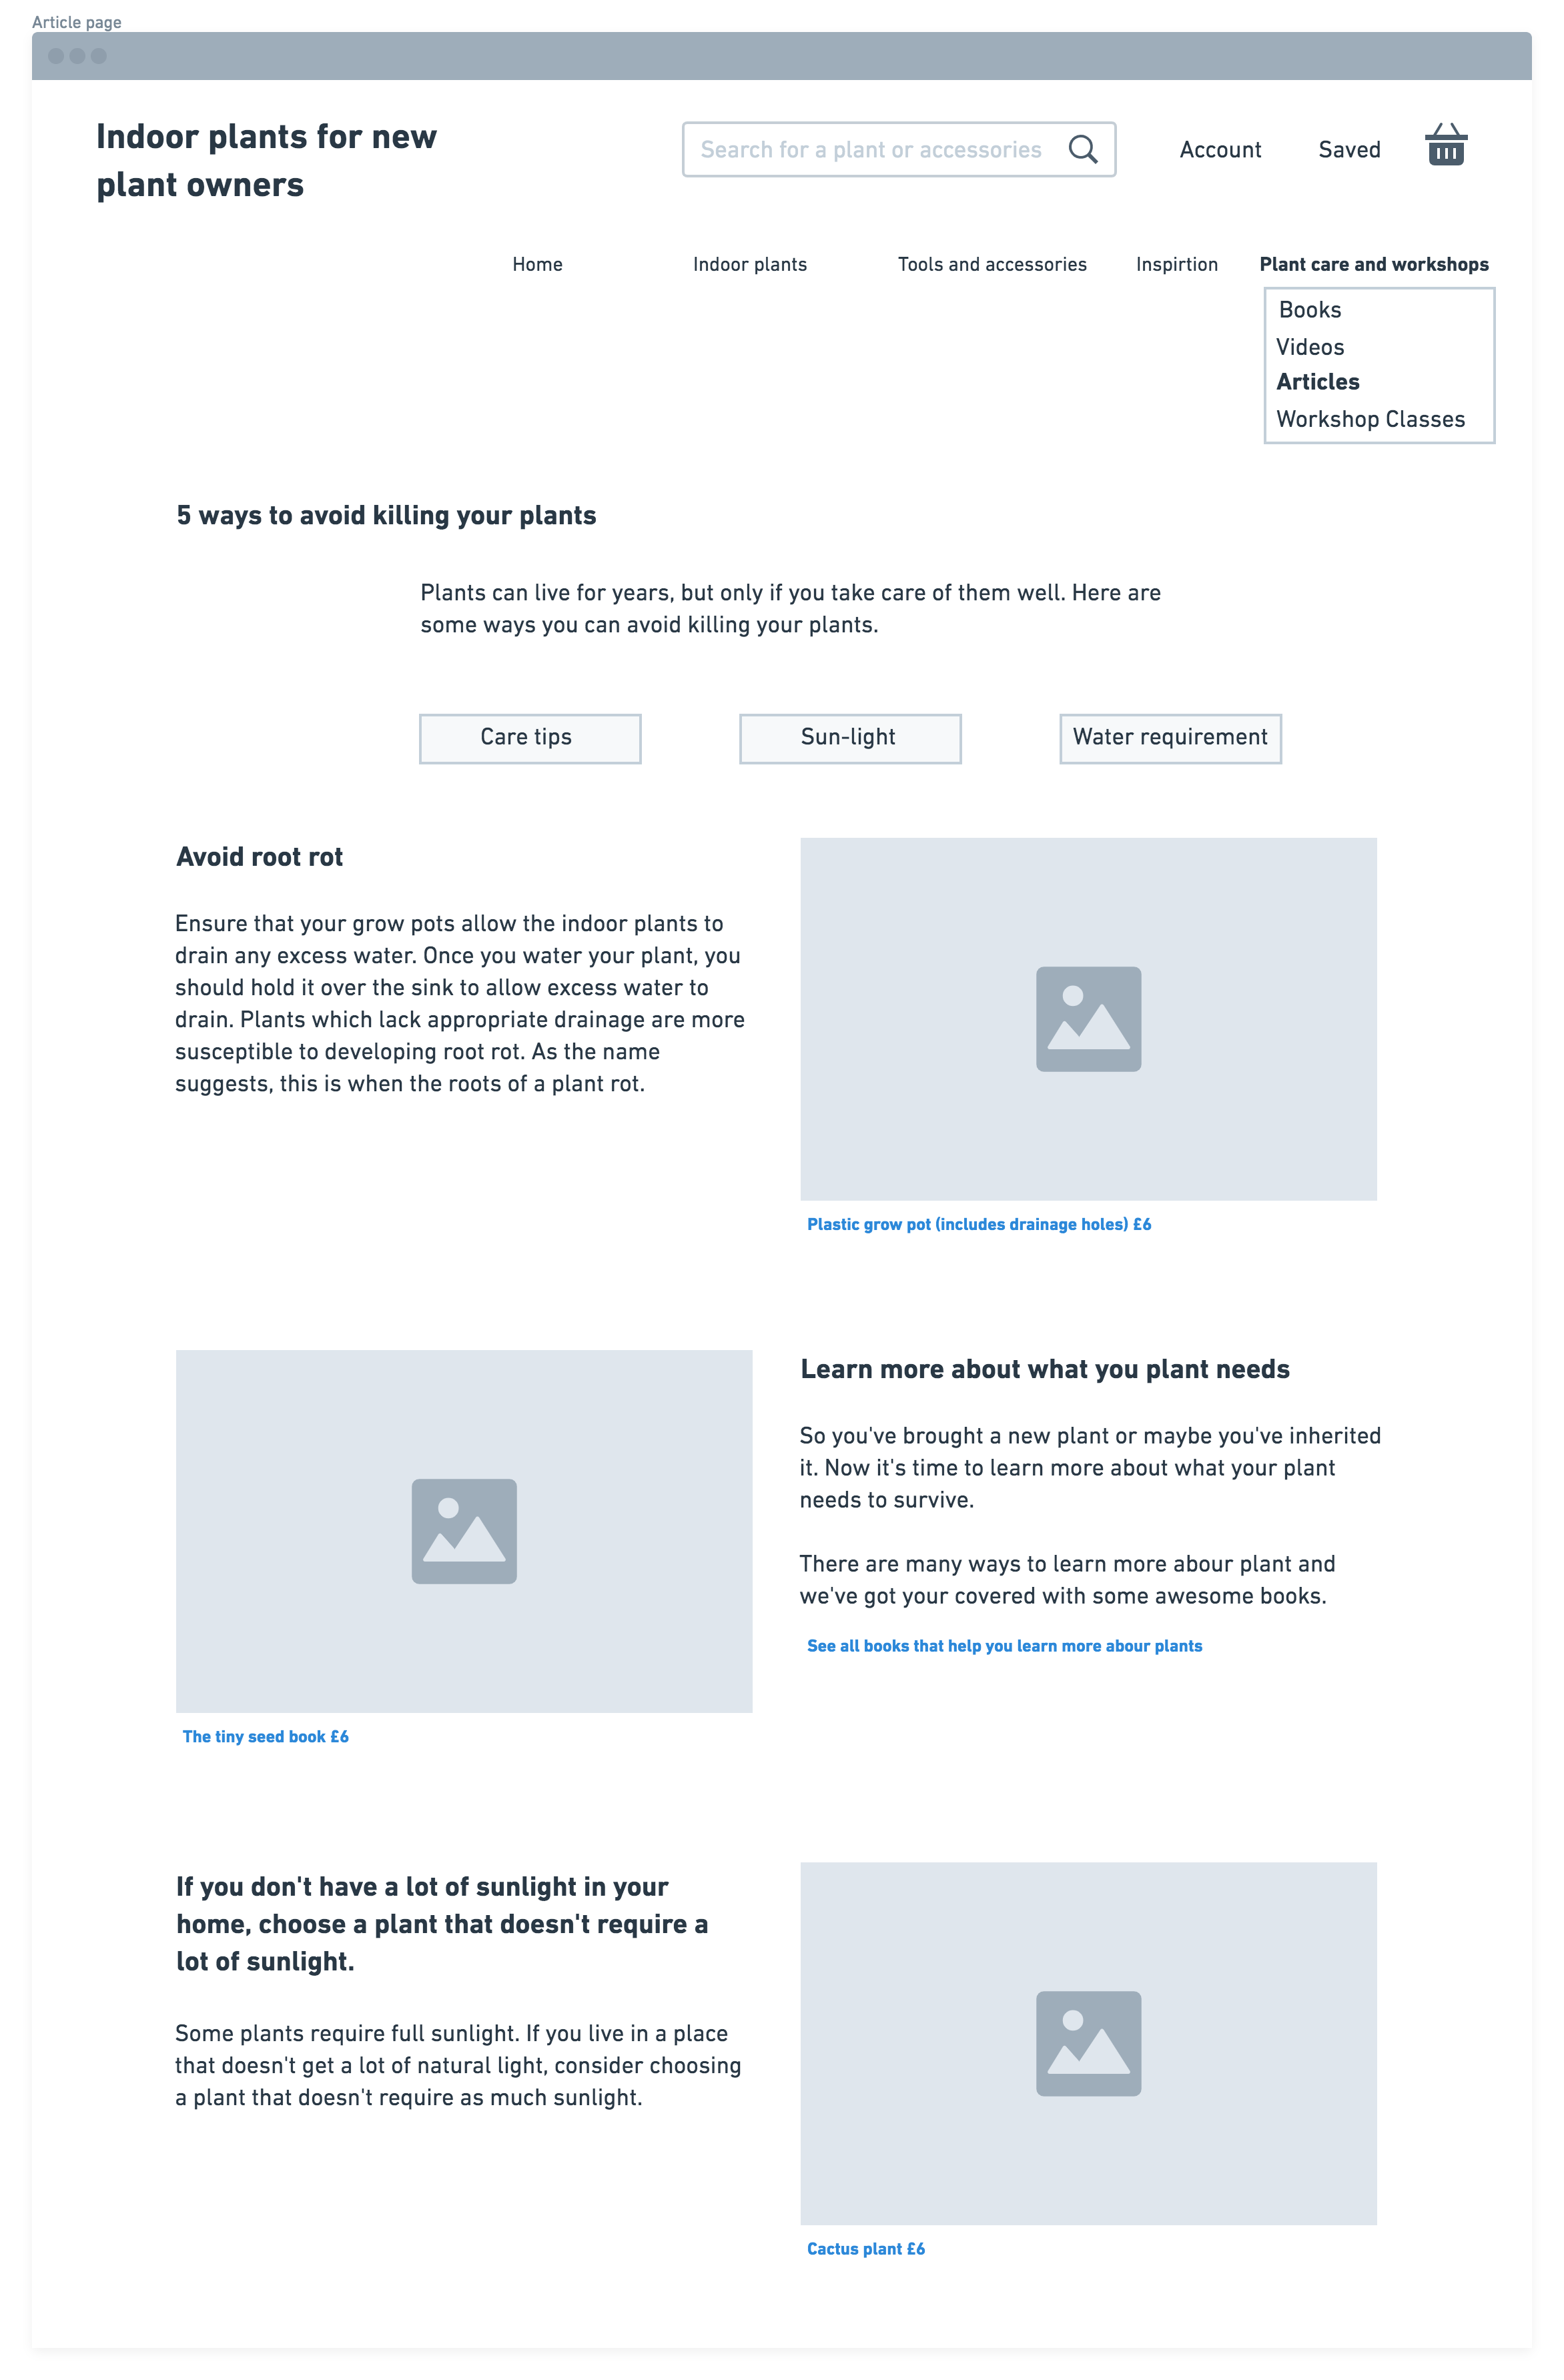 Article page
Indoor plants for new
plant owners
Search for a plant or accessories
Account
Saved
Home
Indoor plants
Tools and accessories
Inspirtion
Plant care and workshops
Books
Videos
Articles
Workshop Classes
5 ways to avoid killing your plants
Plants can live for years, but only if you take care of them well. Here are
some ways you can avoid killing your plants.
Care tips
Sun-light
Water requirement
Avoid root rot
Ensure that your grow pots allow the indoor plants to
drain any excess water. Once you water your plant, you
should hold it over the sink to allow excess water to
drain. Plants which lack appropriate drainage are more
susceptible to developing root rot. As the name
suggests, this is when the roots of a plant rot.
Plastic grow pot (includes drainage holes) £6
Learn more about what you plant needs
So you've brought a new plant or maybe you've inherited
it. Now it's time to learn more about what your plant
needs to survive.
There are many ways to learn more abour plant and
we've got your covered with some awesome books.
See all books that help you learn more abour plants
The tiny seed book £6
If you don't have a lot of sunlight in your
home, choose a plant that doesn't require a
lot of sunlight.
Some plants require full sunlight. If you live in a place
that doesn't get a lot of natural light, consider choosing
a plant that doesn't require as much sunlight.
Cactus plant £6